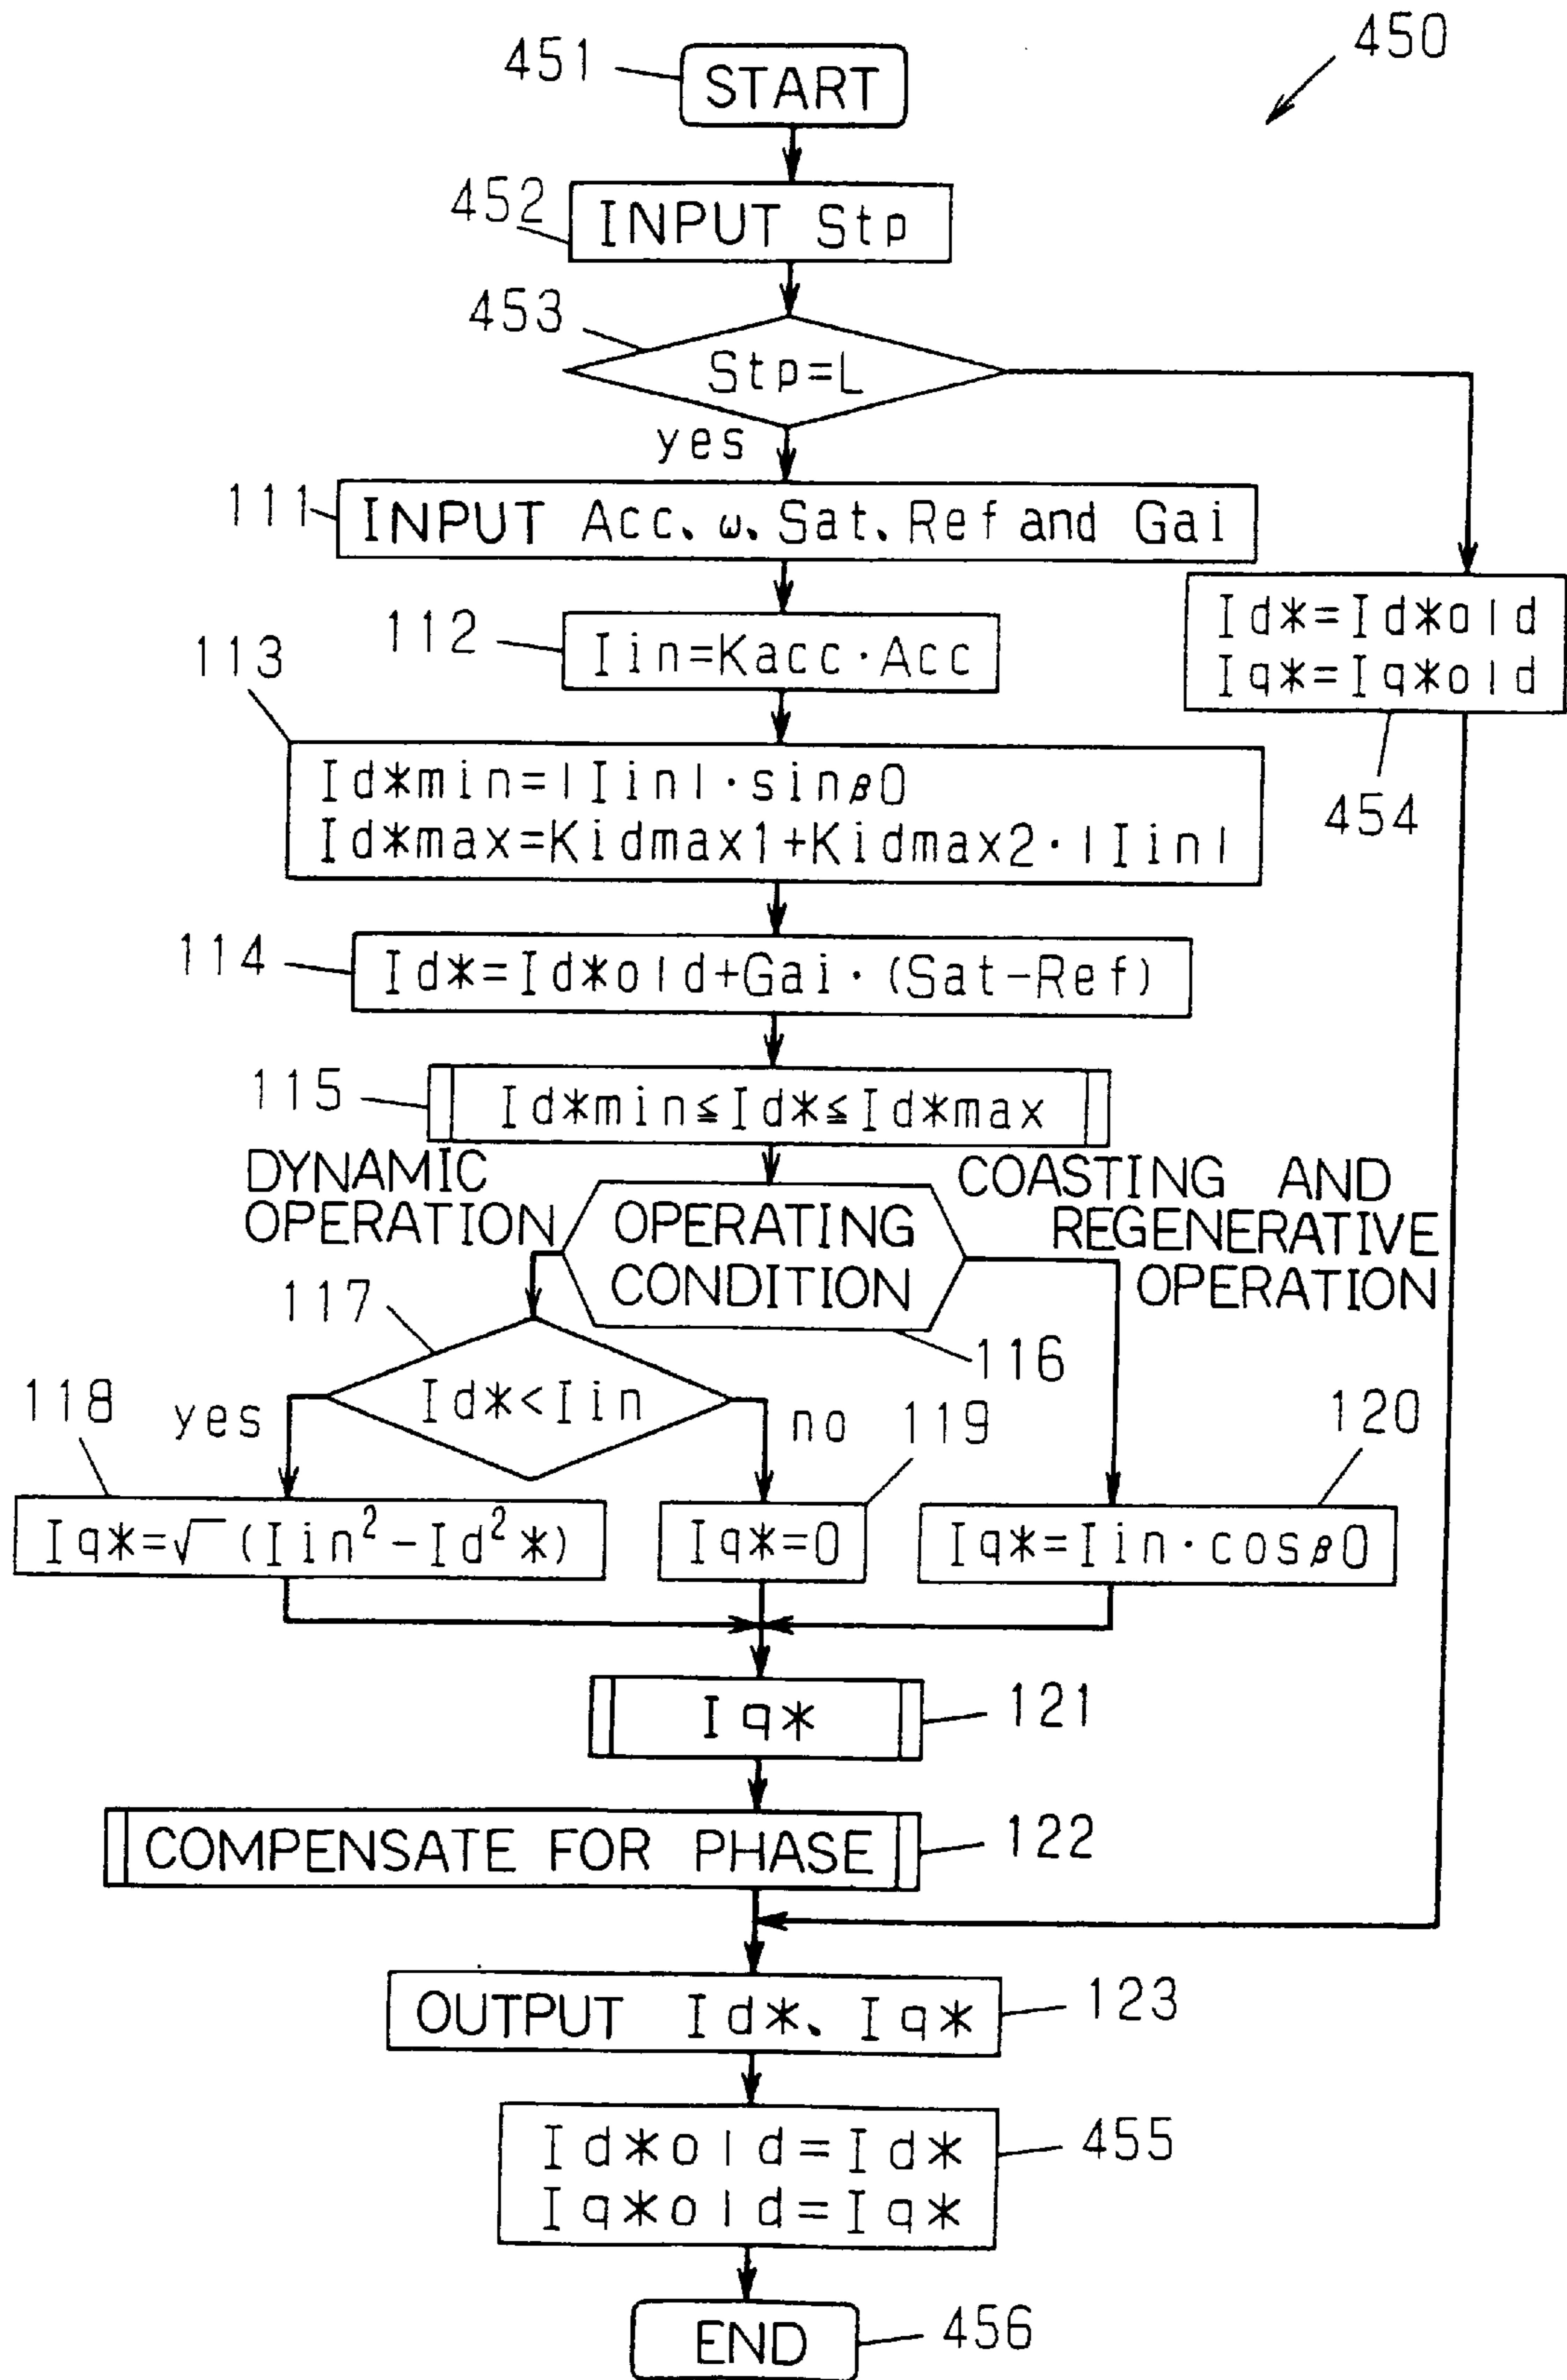 450
451
START
452
INPUT Stp
453
Stp=L
yes
111
INPUT Acc、ω、Sat、Ref and Gai
Id*=Id*old
Iq*=Iq*old
454
112
Iin=Kacc·Acc
113
Id*min=|Iin|·sinβ0
Id*max=Kidmax1+Kidmax2·|Iin|
114
Id*=Id*old+Gai·(Sat-Ref)
115
Id*min≦Id*≦Id*max
DYNAMIC
OPERATION
OPERATING
CONDITION
COASTING AND
REGENERATIVE
OPERATION
116
117
Id*<Iin
118
yes
no
119
120
Iq*=√(Iin²-Id²*)
Iq*=0
Iq*=Iin·cosβ0
Iq*
121
COMPENSATE FOR PHASE
122
OUTPUT Id*、Iq*
123
Id*old=Id*
Iq*old=Iq*
455
END
456